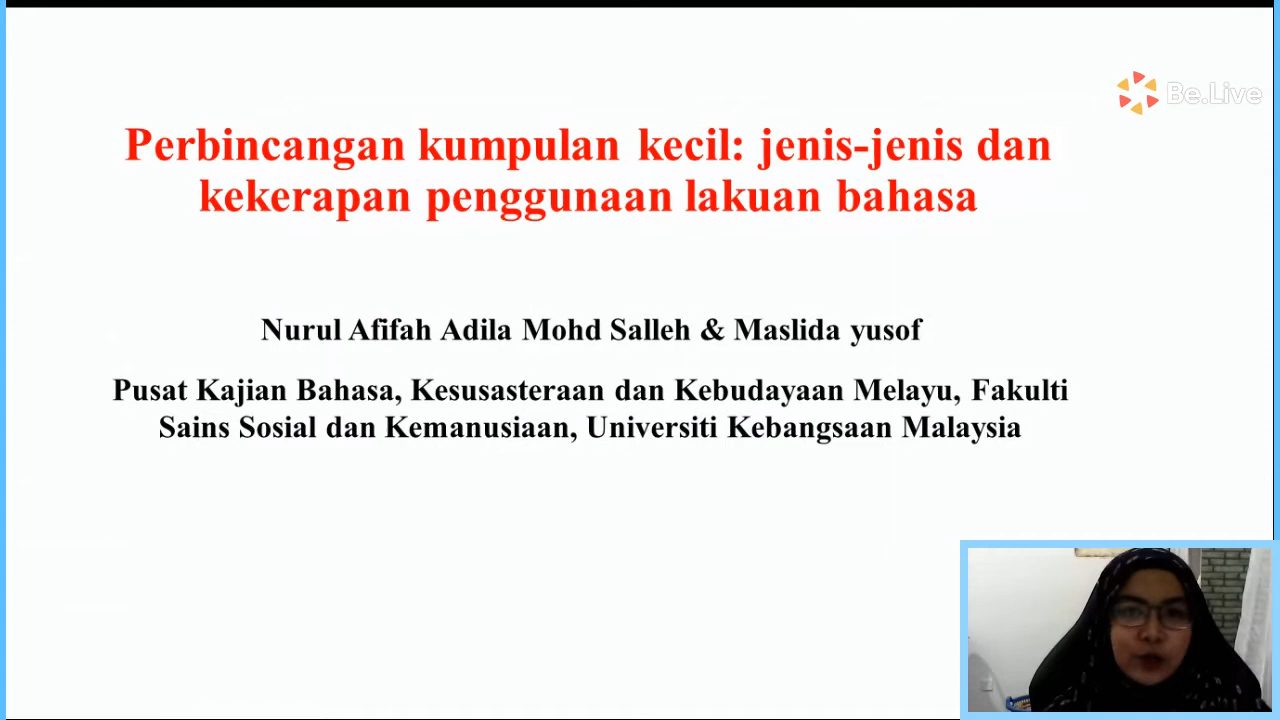 Be.Live
Perbincangan kumpulan kecil: jenis-jenis dan
kekerapan penggunaan lakuan bahasa
Nurul Afifah Adila Mohd Salleh & Maslida yusof
Pusat Kajian Bahasa, Kesusasteraan dan Kebudayaan Melayu, Fakulti
Sains Sosial dan Kemanusiaan, Universiti Kebangsaan Malaysia